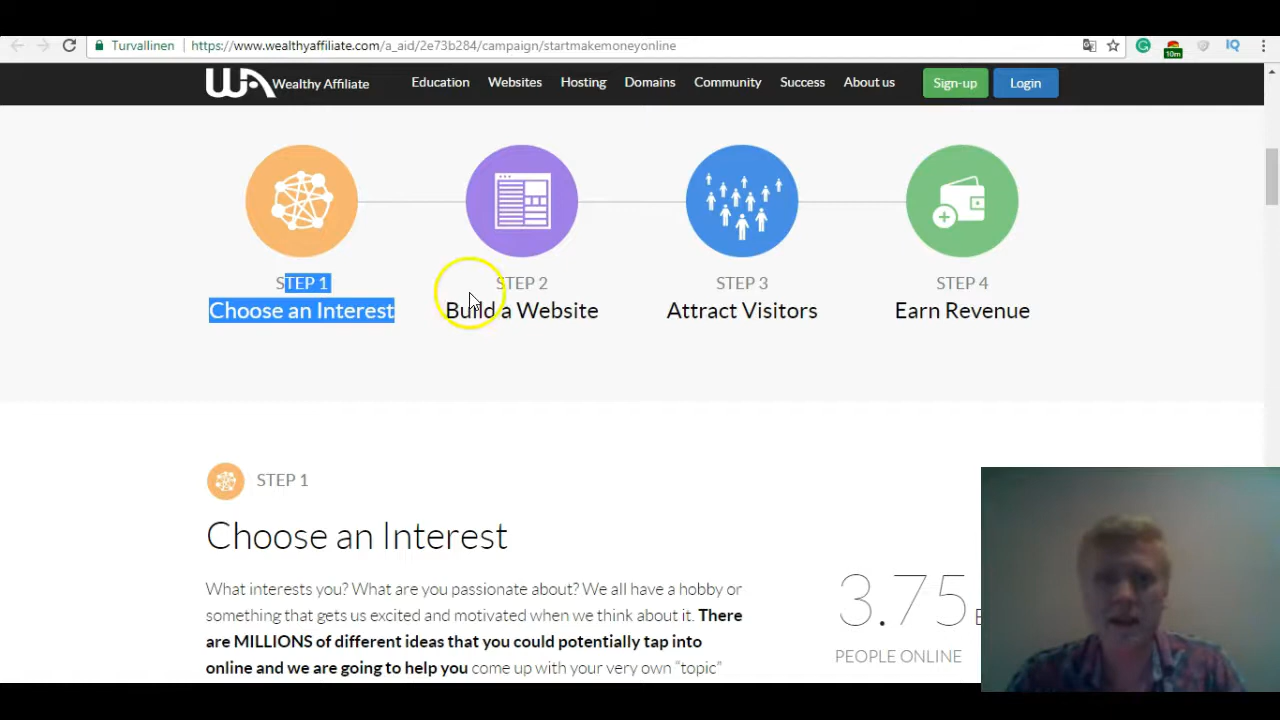 Turvallinen https://www.wealthyaffiliate.com/a_aid/2e73b284/campaign/startmakemoneyonline
10m
IQ
WA Wealthy Affiliate Education Websites Hosting Domains Community Success About us Sign-up Login
STEP 1 STEP 2 STEP 3 STEP 4
Choose an Interest Build a Website Attract Visitors Earn Revenue
STEP 1
Choose an Interest
What interests you? What are you passionate about? We all have a hobby or
something that gets us excited and motivated when we think about it. There
are MILLIONS of different ideas that you could potentially tap into
online and we are going to help you come up with your very own “topic”
3.75
PEOPLE ONLINE